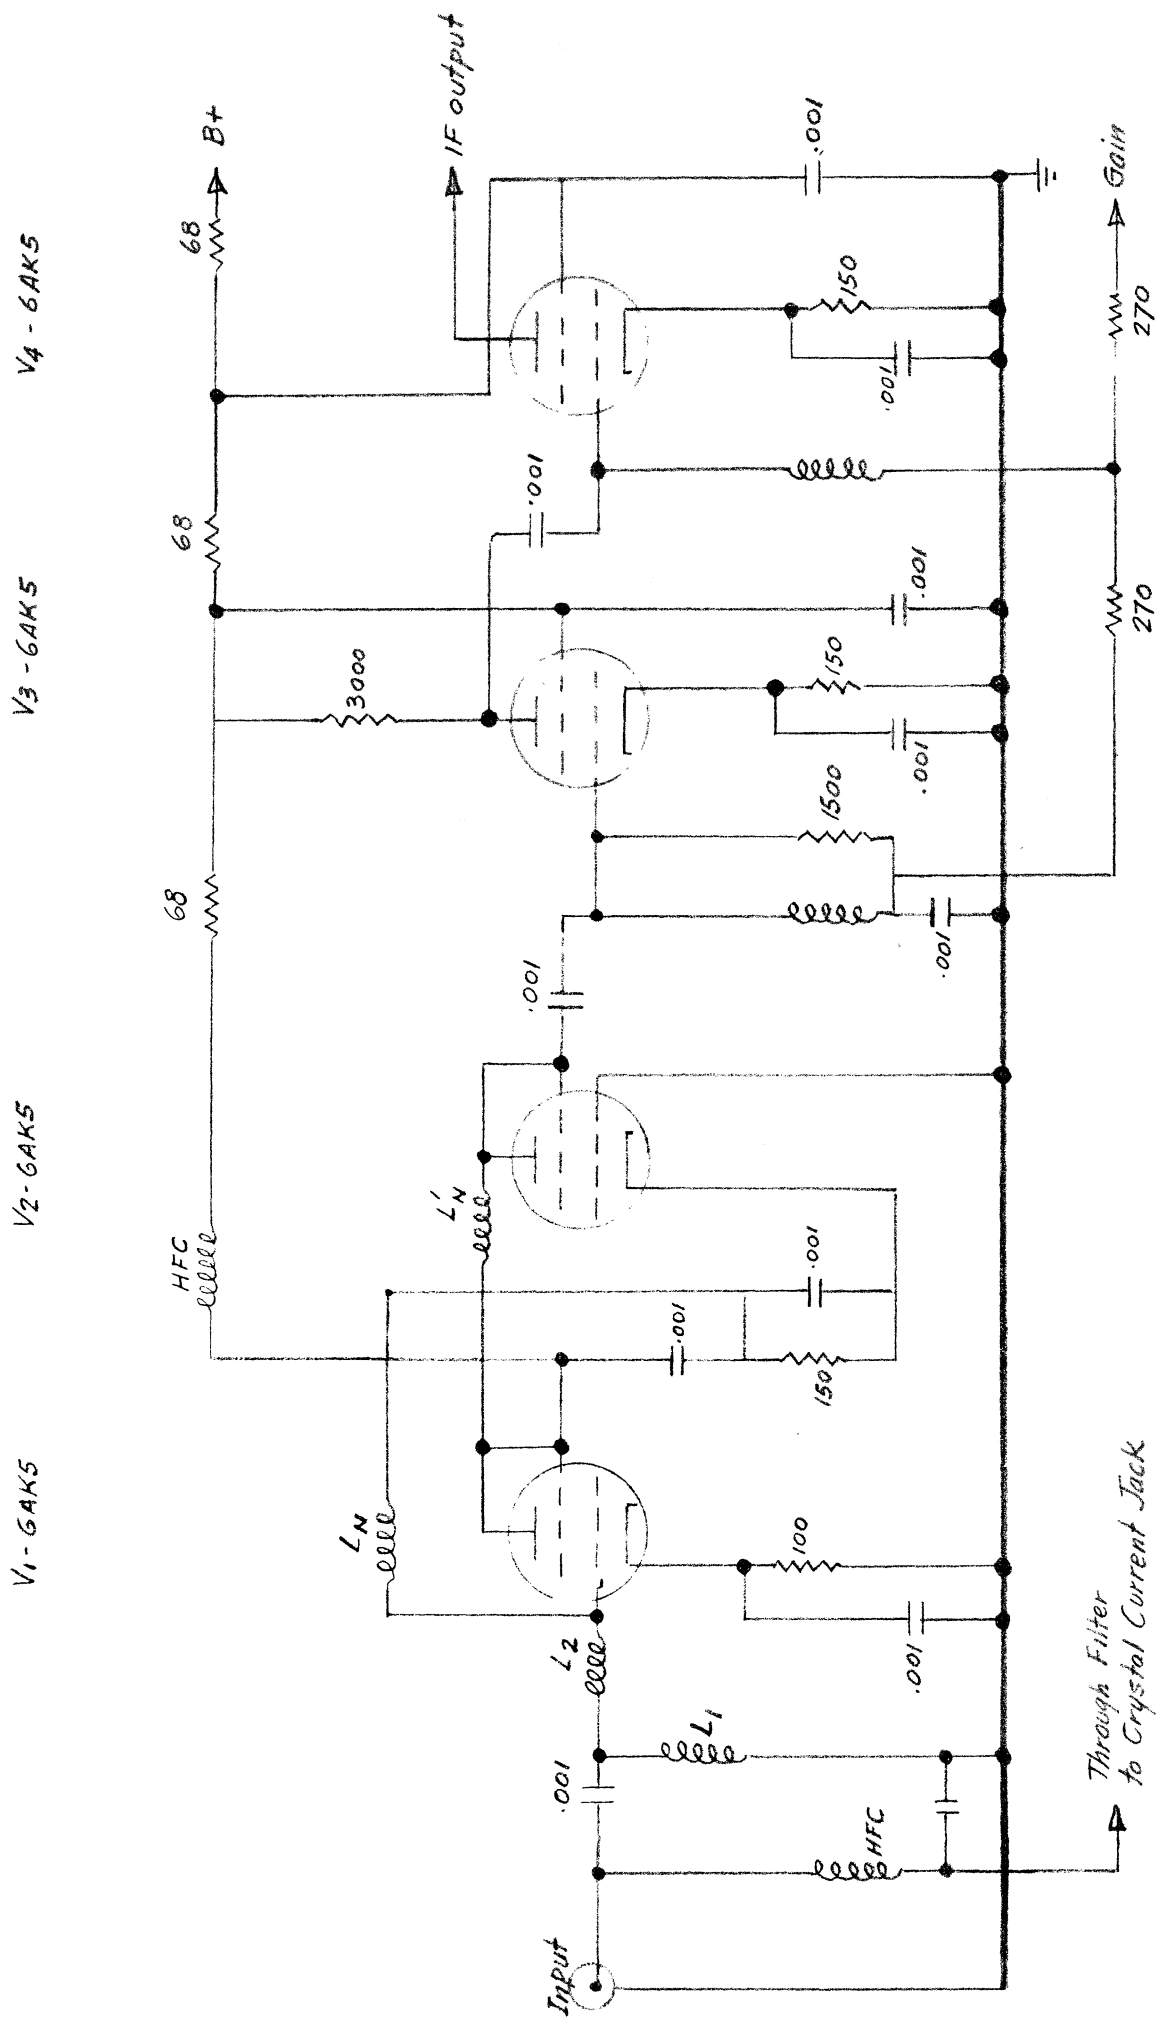 V1 - 6AK5
V2 - 6AK5
V3 - 6AK5
V4 - 6AK5
HFC
68
68
68
B+
LN
L'N
3000
IF output
Input
.001
L2
.001
.001
L1
.001
.001
HFC
.001
100
150
1500
.001
.001
150
.001
.001
150
.001
.001
Through Filter
to Crystal Current Jack
270
270
Gain